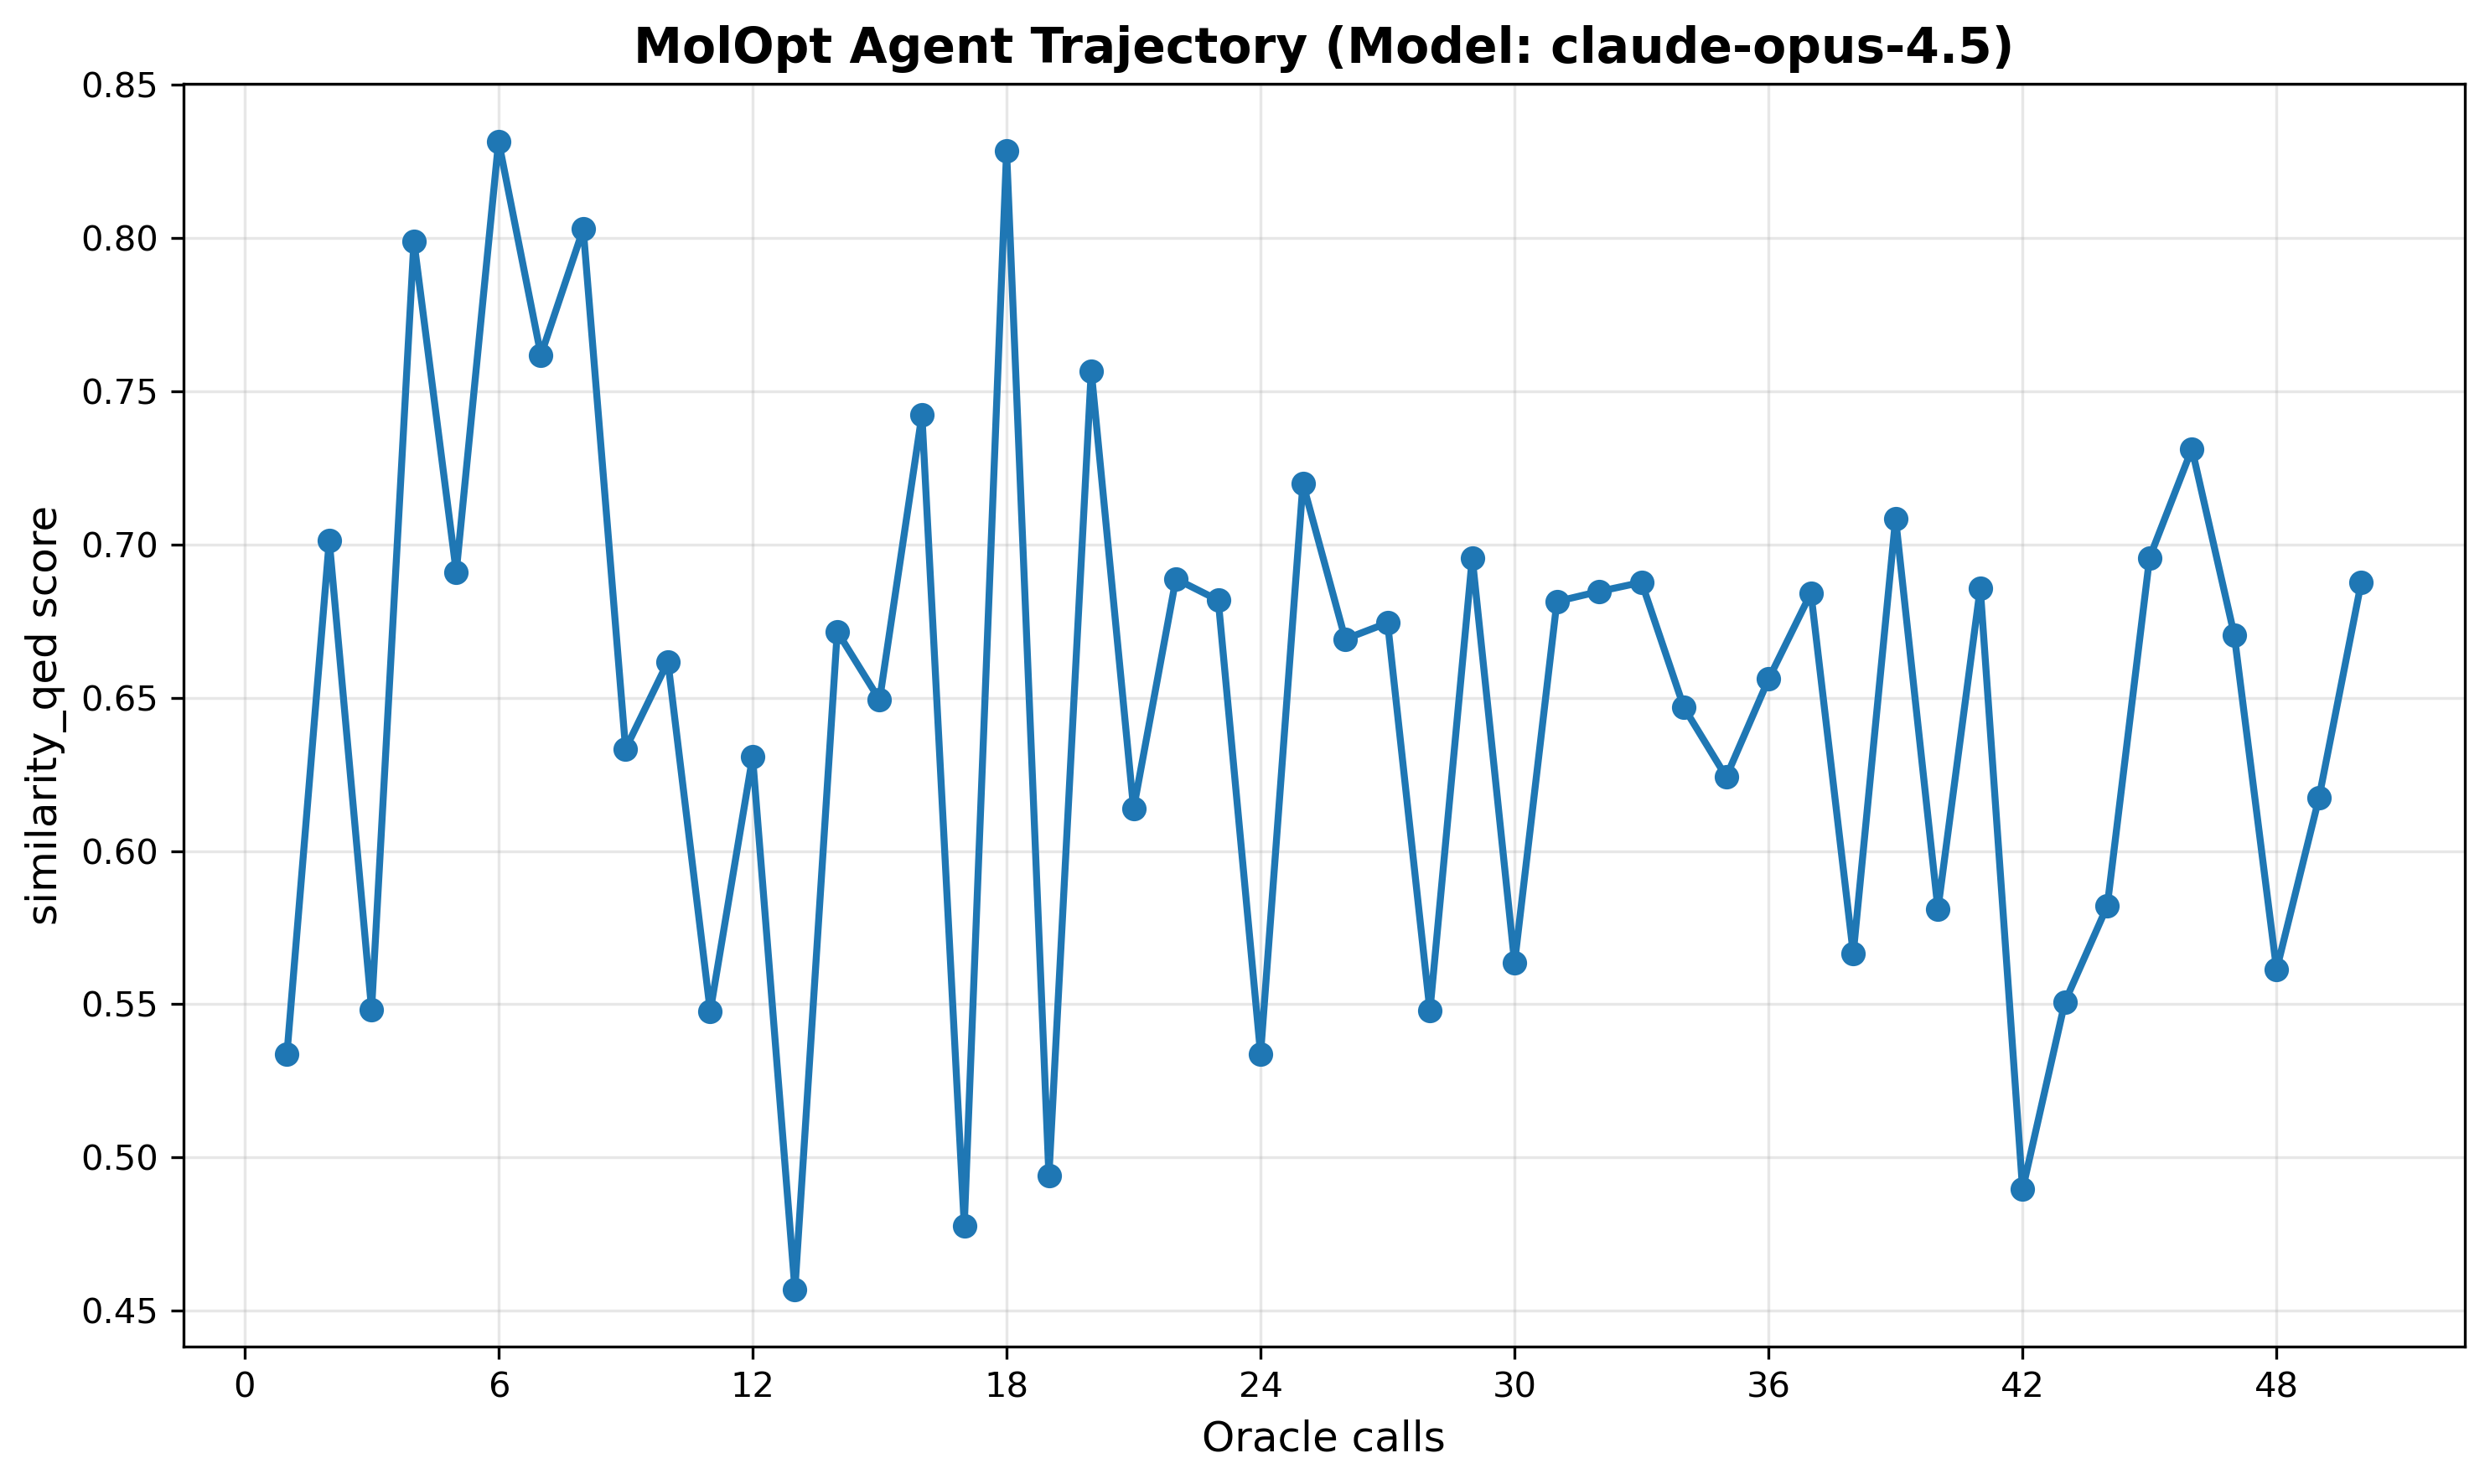 MolOpt Agent Trajectory (Model: claude-opus-4.5)
similarity_qed score
0.85
0.80
0.75
0.70
0.65
0.60
0.55
0.50
0.45
0 6 12 18 24 30 36 42 48
Oracle calls